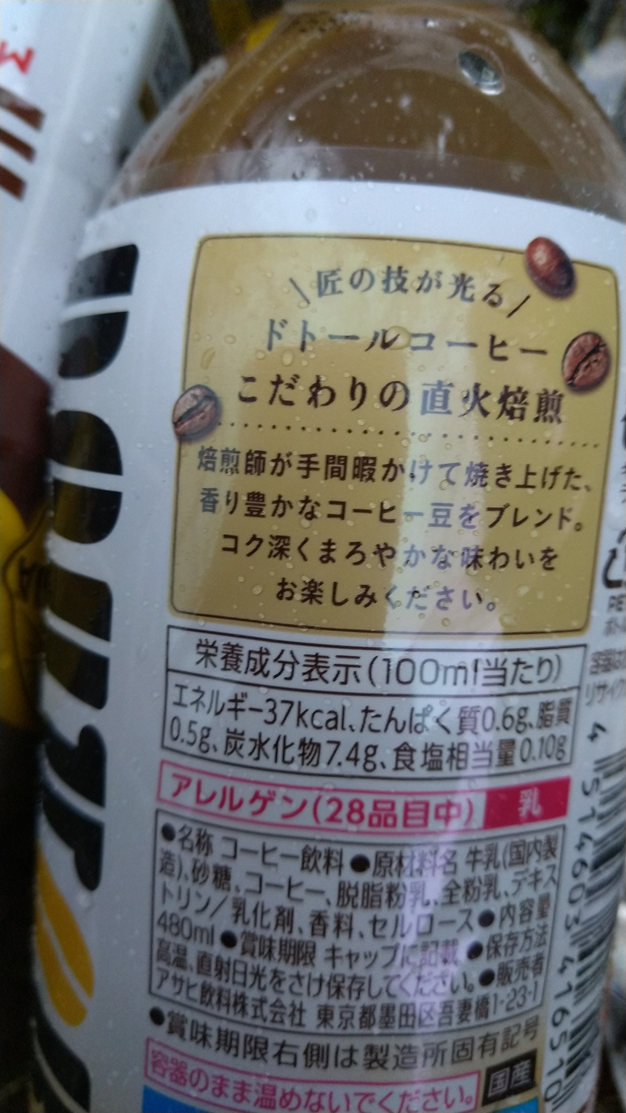 \匠の技が光る/
ドトールコーヒー
こだわりの直火焙煎
焙煎師が手間暇かけて焼き上げた、
香り豊かなコーヒー豆をブレンド。
コク深くまろやかな味わいを
お楽しみください。
栄養成分表示(100ml当たり)
エネルギー37kcal、たんぱく質0.6g、脂質
0.5g、炭水化物7.4g、食塩相当量0.10g
アレルゲン(28品目中) 乳
●名称 コーヒー飲料●原材料名 牛乳(国内製
造)、砂糖、コーヒー、脱脂粉乳、全粉乳、デキス
トリン/乳化剤、香料、セルロース●内容量
480ml●賞味期限 キャップに記載●保存方法
高温、直射日光をさけ保存してください。●販売者
アサヒ飲料株式会社 東京都墨田区吾妻橋1-23-1
●賞味期限右側は製造所固有記号
容器のまま温めないでください。 国産
4 514603 416510